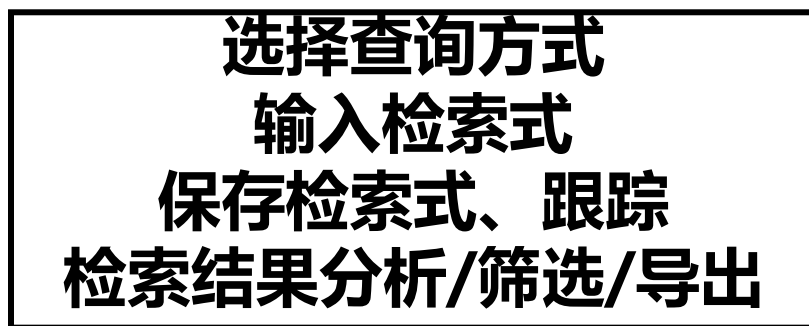 选择查询方式
输入检索式
保存检索式、跟踪
检索结果分析/筛选/导出